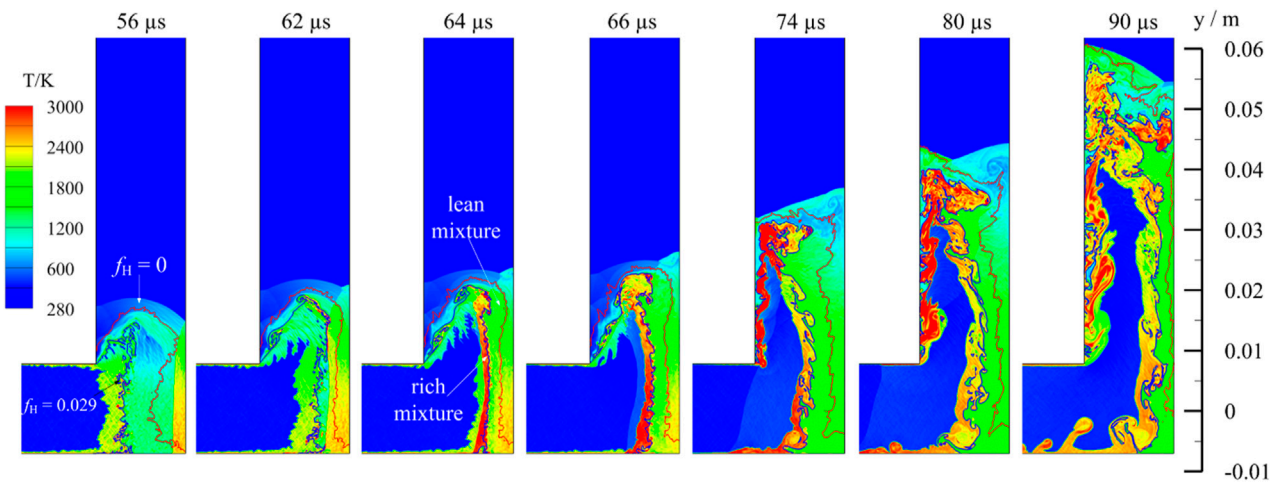 56 µs
62 µs
64 µs
66 µs
74 µs
80 µs
90 µs
y / m
T/K
3000
2400
1800
1200
600
280
fH = 0
fH = 0.029
lean
mixture
rich
mixture
0.06
0.05
0.04
0.03
0.02
0.01
0
-0.01